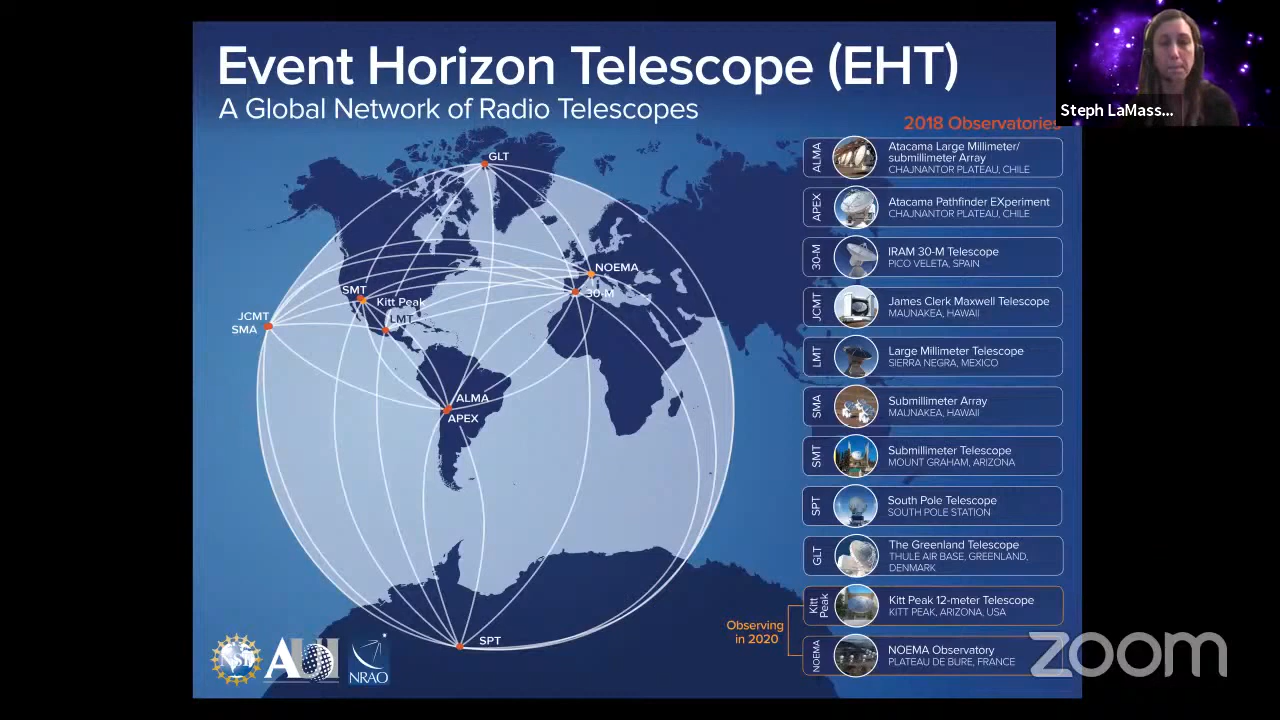 Event Horizon Telescope (EHT)
A Global Network of Radio Telescopes
Steph LaMass...
2018 Observatories
GLT
NOEMA
30-M
SMT
Kitt Peak
LMT
JCMT
SMA
ALMA
APEX
SPT
ALMA
Atacama Large Millimeter/
submillimeter Array
CHAJNANTOR PLATEAU, CHILE
APEX
Atacama Pathfinder EXperiment
CHAJNANTOR PLATEAU, CHILE
30-M
IRAM 30-M Telescope
PICO VELETA, SPAIN
JCMT
James Clerk Maxwell Telescope
MAUNAKEA, HAWAII
LMT
Large Millimeter Telescope
SIERRA NEGRA, MEXICO
SMA
Submillimeter Array
MAUNAKEA, HAWAII
SMT
Submillimeter Telescope
MOUNT GRAHAM, ARIZONA
SPT
South Pole Telescope
SOUTH POLE STATION
GLT
The Greenland Telescope
THULE AIR BASE, GREENLAND,
DENMARK
Observing
in 2020
Kitt
Peak
Kitt Peak 12-meter Telescope
KITT PEAK, ARIZONA, USA
NOEMA
NOEMA Observatory
PLATEAU DE BURE, FRANCE
AUI
NRAO
zoom